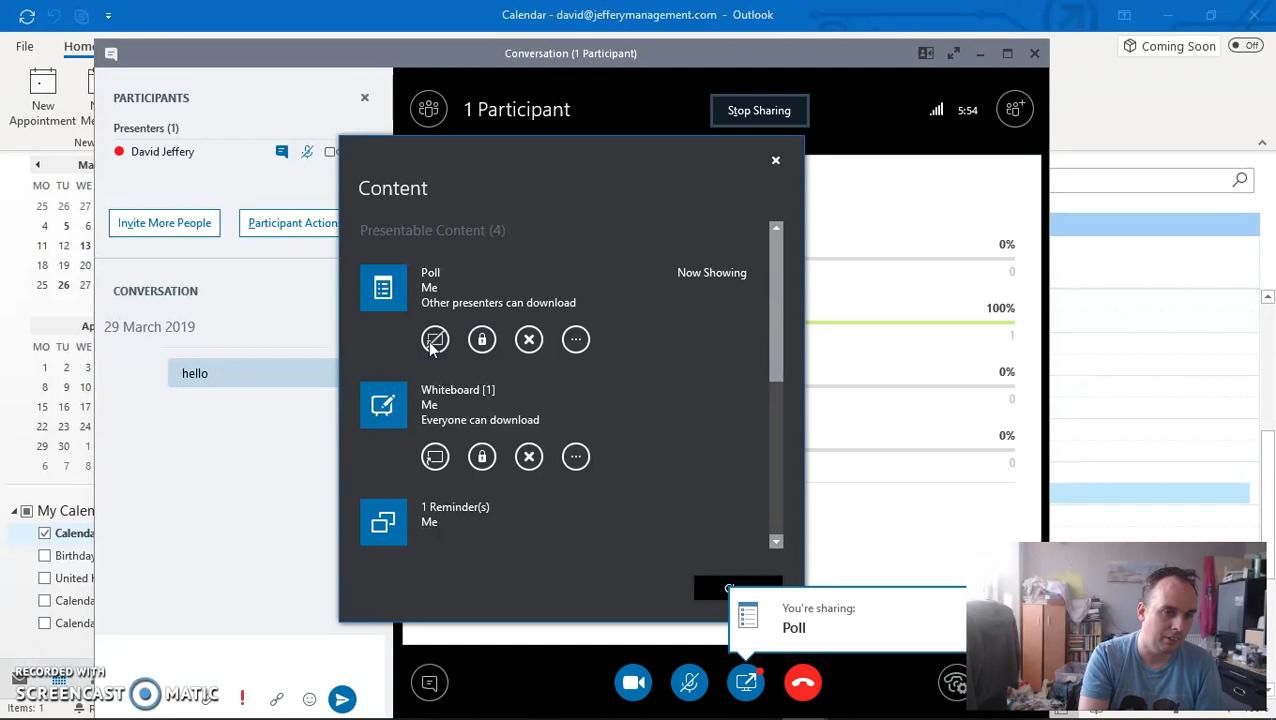 Calendar - david@jefferymanagement.com - Outlook
File
Home
Coming Soon
Off
New
Appointment
New
Conversation (1 Participant)
PARTICIPANTS
Presenters (1)
David Jeffery
Invite More People
Participant Actions
CONVERSATION
29 March 2019
hello
1 Participant
Stop Sharing
5:54
MO TU WE
25 26 27
4 5 6
11 12 13
18 19 20
25 26 27
MO TU WE
1 2 3
8 9 10
15 16 17
22 23 24
29 30 1
6 7 8
My Calen
Calenda
Birthday
United
Calenda
Calenda
Content
Presentable Content (4)
Poll
Me
Other presenters can download
Now Showing
Whiteboard [1]
Me
Everyone can download
1 Reminder(s)
Me
0%
0
100%
1
0%
0
0%
0
You're sharing:
Poll
RECORDED WITH
SCREENCAST MATIC